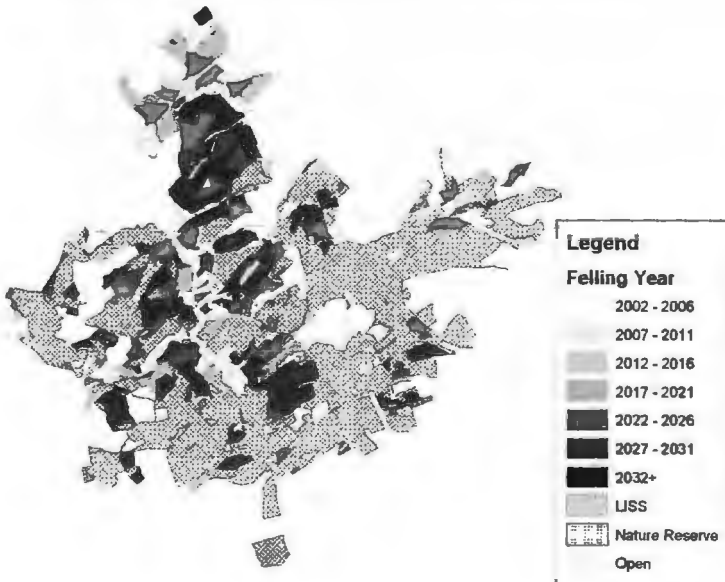 Legend
Felling Year
2002 - 2006
2007 - 2011
2012 - 2016
2017 - 2021
2022 - 2026
2027 - 2031
2032+
LISS
Nature Reserve
Open